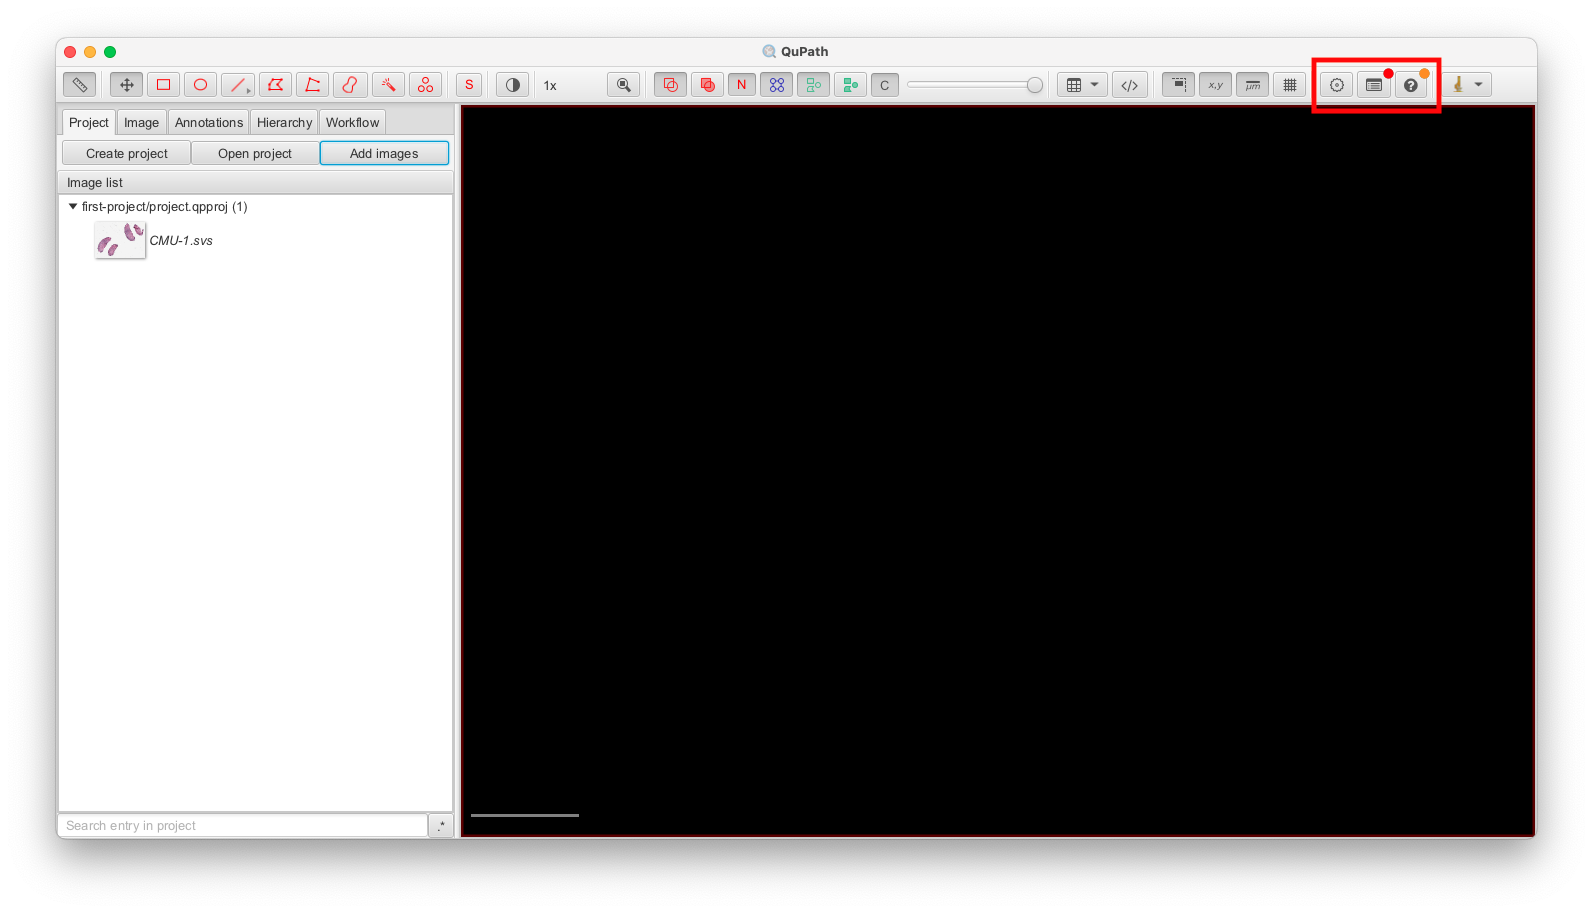 QuPath
S
1x
N
C
</>
x,y
μm
?
Project Image Annotations Hierarchy Workflow
Create project Open project Add images
Image list
first-project/project.qpproj (1)
CMU-1.svs
Search entry in project .*